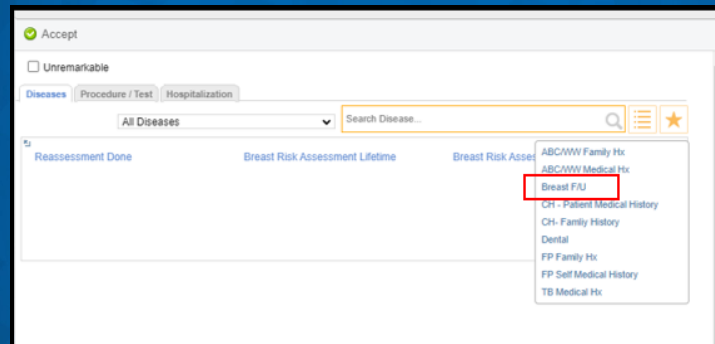 Accept
Unremarkable
Diseases Procedure / Test Hospitalization
All Diseases Search Disease...
Reassessment Done Breast Risk Assessment Lifetime Breast Risk Asses
ABC/WW Family Hx
ABC/WW Medical Hx
Breast F/U
CH - Patient Medical History
CH- Family History
Dental
FP Family Hx
FP Self Medical History
TB Medical Hx